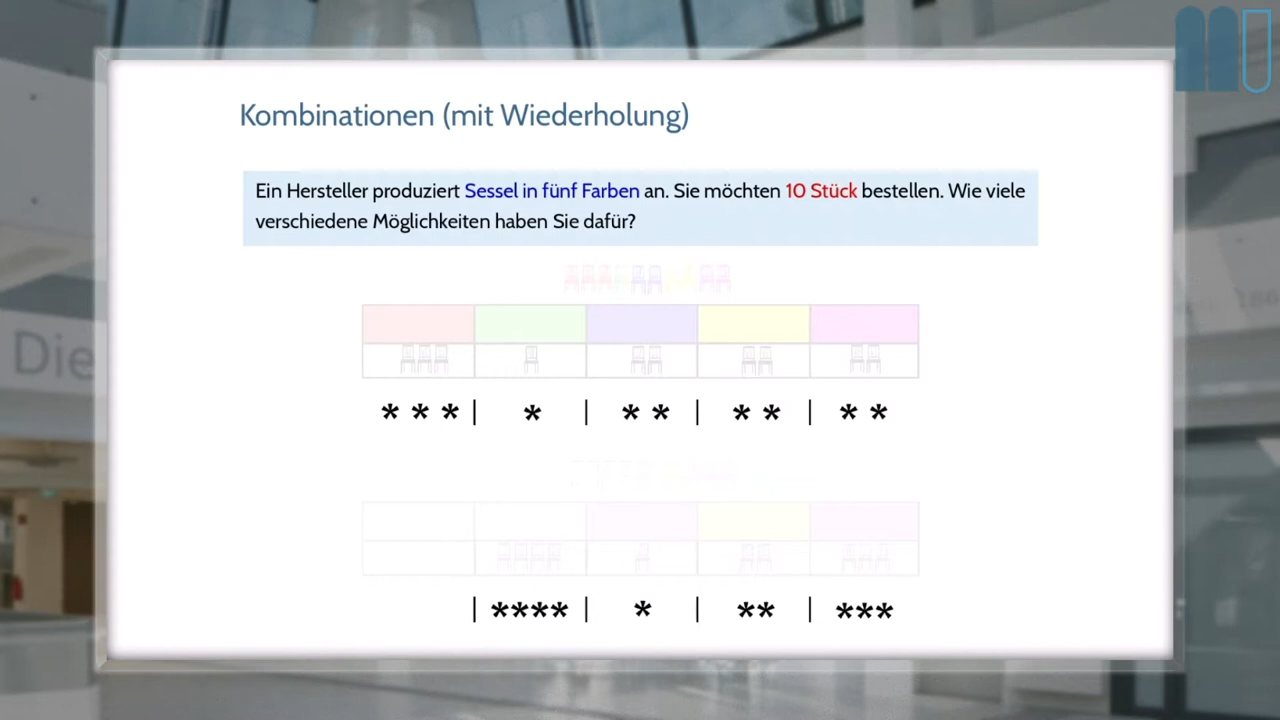 Kombinationen (mit Wiederholung)
Ein Hersteller produziert Sessel in fünf Farben an. Sie möchten 10 Stück bestellen. Wie viele
verschiedene Möglichkeiten haben Sie dafür?
Die
* * * | * | * * | * * | * *
| **** | * | ** | ***